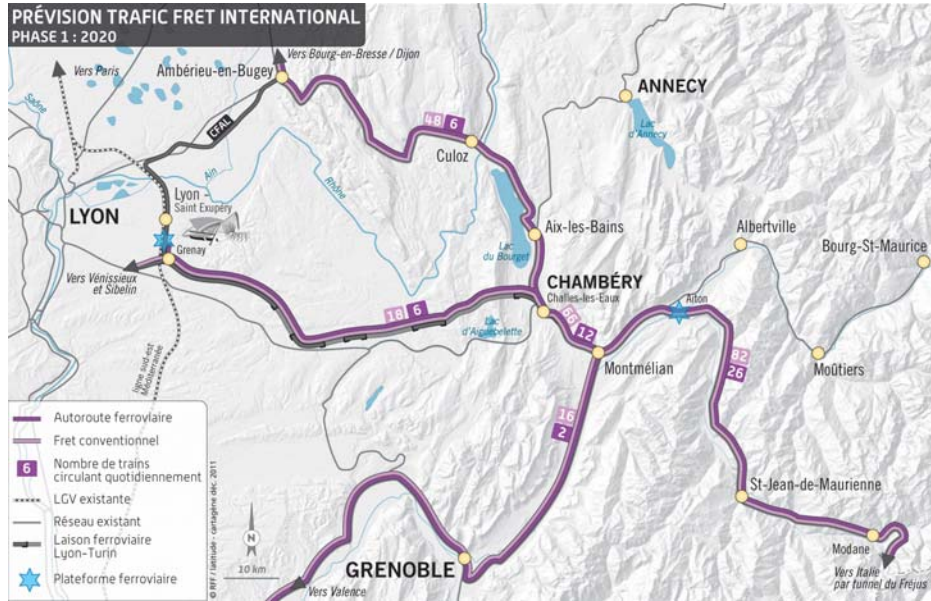 PRÉVISION TRAFIC FRET INTERNATIONAL
PHASE 1 : 2020
Vers Bourg-en-Bresse / Dijon
Vers Paris
Ambérieu-en-Bugey
ANNECY
Saône
CFAL
48 6
Lac
d'Annecy
Culoz
Ain
Rhône
Lyon -
Saint Exupéry
LYON
Albertville
Aix-les-Bains
Bourg-St-Maurice
Grenay
Lac
du Bourget
Vers Vénissieux
et Sibelin
CHAMBÉRY
Challes-les-Eaux
Aiton
18 6
66
12
Lac
d'Aiguebelette
Montmélian
82
26
Moûtiers
ligne sud-est
Méditerranée
16
2
Autoroute ferroviaire
Fret conventionnel
6
Nombre de trains
circulant quotidiennement
LGV existante
Réseau existant
Laison ferroviaire
Lyon-Turin
Plateforme ferroviaire
© RFF / latitude - cartagène déc. 2011
N
10 km
St-Jean-de-Maurienne
Modane
GRENOBLE
Vers Valence
Vers Italie
par tunnel du Fréjus